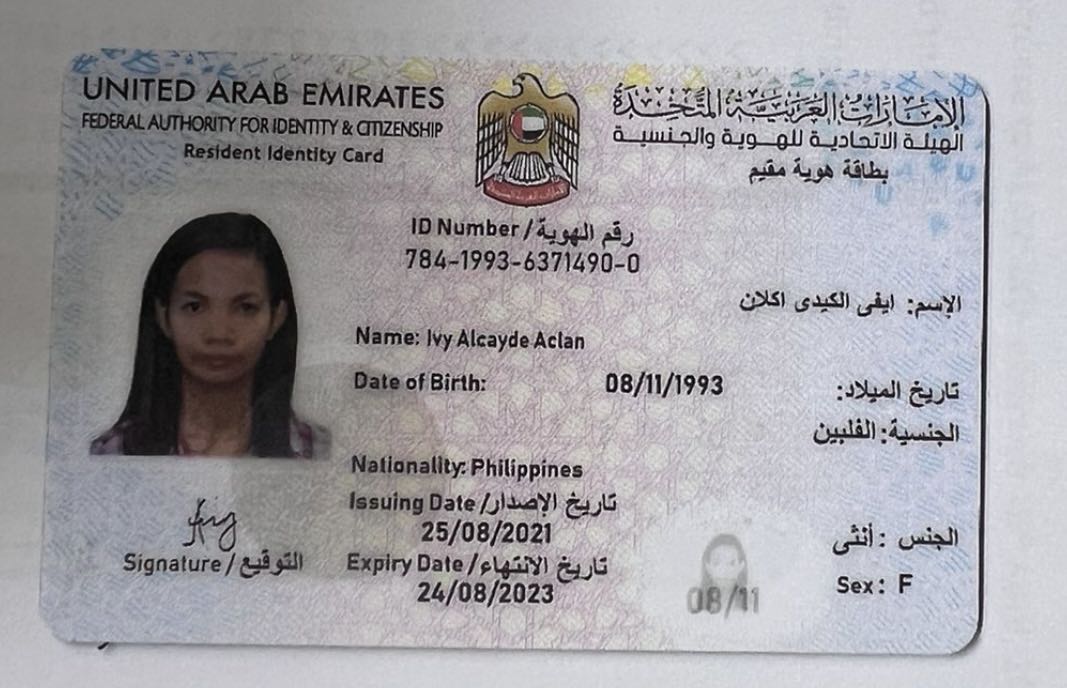 UNITED ARAB EMIRATES
الإمارات العربية المتحدة
FEDERAL AUTHORITY FOR IDENTITY & CITIZENSHIP
الهيئة الاتحادية للهوية والجنسية
Resident Identity Card
بطاقة هوية مقيم
ID Number / رقم الهوية
784-1993-6371490-0
الإسم: ايفى الكيدى اكلان
Name: Ivy Alcayde Aclan
Date of Birth: 08/11/1993 تاريخ الميلاد:
الجنسية: الفلبين
Nationality: Philippines
Issuing Date / تاريخ الإصدار
25/08/2021
الجنس : أنثى
Signature / التوقيع
Expiry Date / تاريخ الانتهاء
Sex: F
24/08/2023
08/11